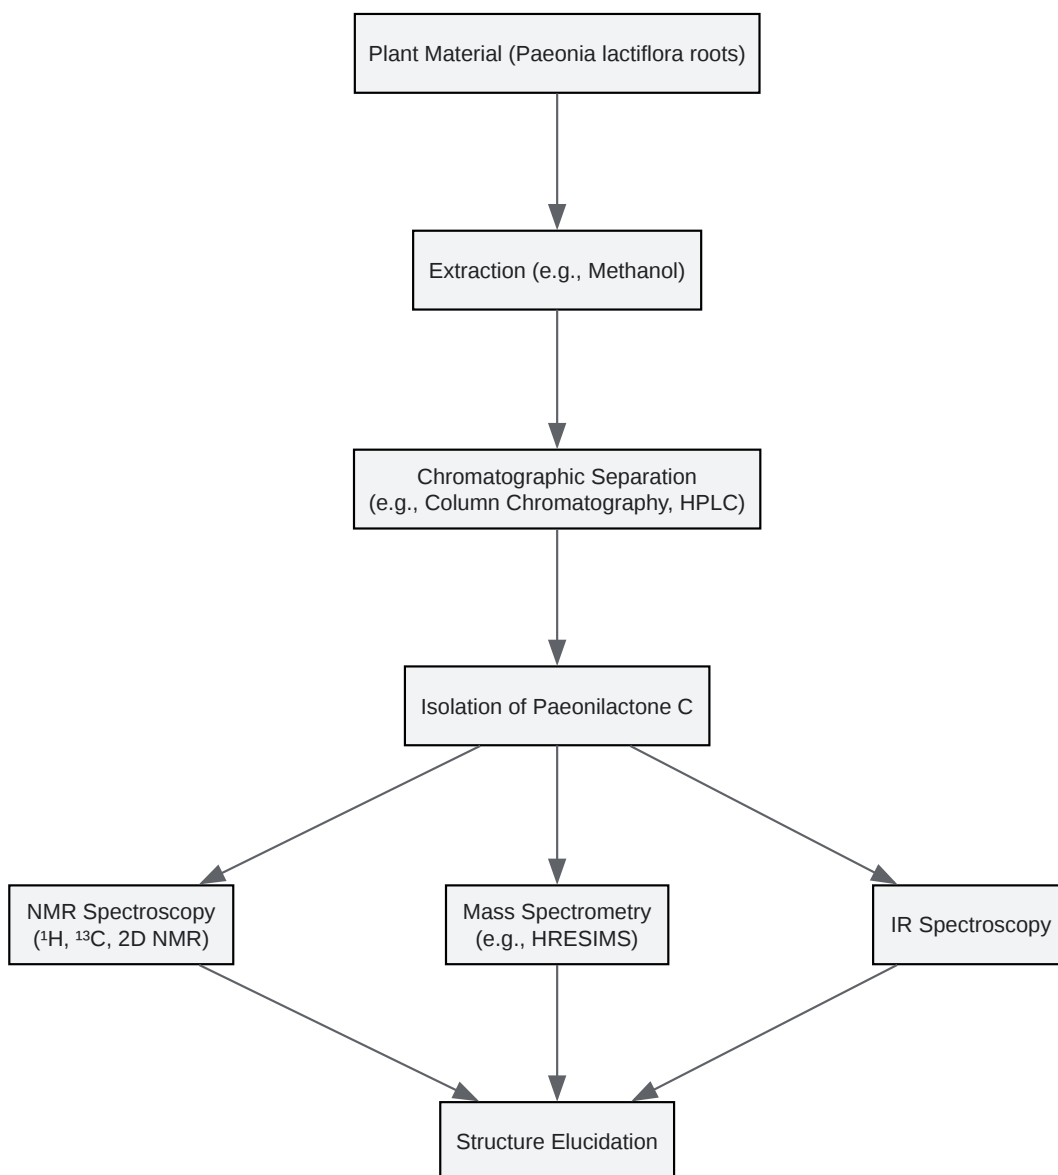 Plant Material (Paeonia lactiflora roots)
Extraction (e.g., Methanol)
Chromatographic Separation
(e.g., Column Chromatography, HPLC)
Isolation of Paeonilactone C
NMR Spectroscopy
(¹H, ¹³C, 2D NMR)
Mass Spectrometry
(e.g., HRESIMS)
IR Spectroscopy
Structure Elucidation